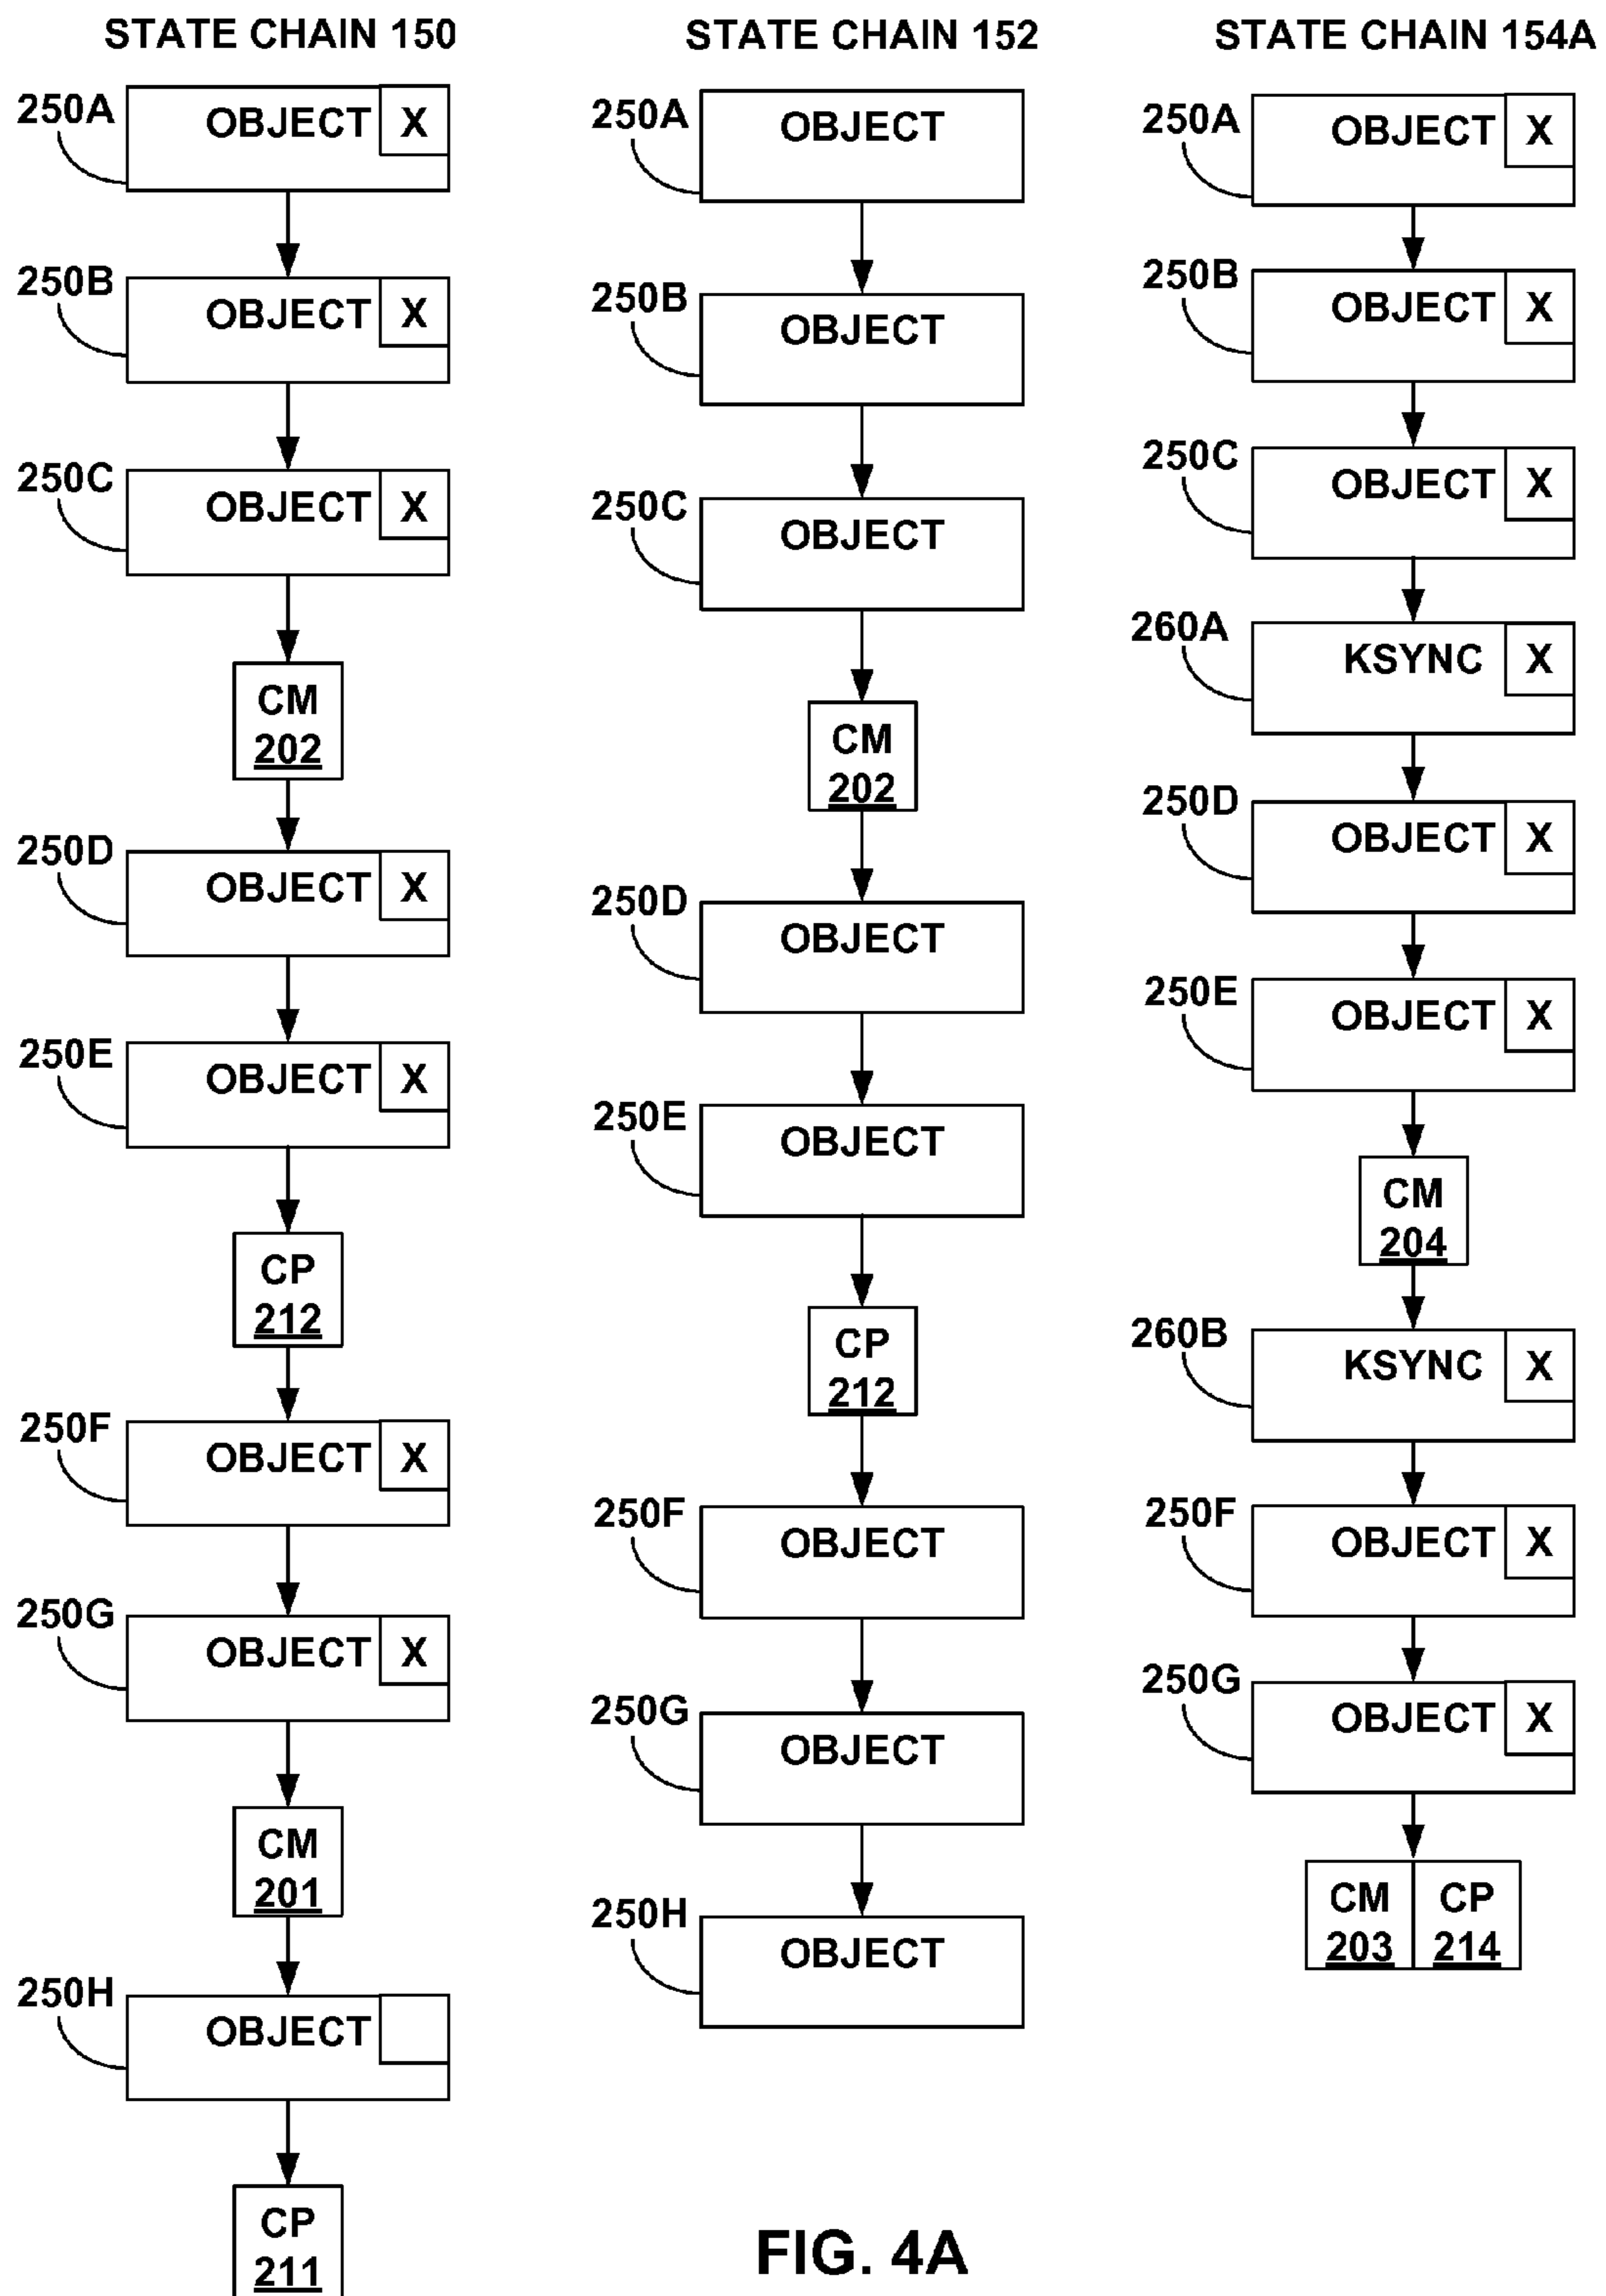 STATE CHAIN 150
250A
OBJECT X
250B
OBJECT X
250C
OBJECT X
CM
202
250D
OBJECT X
250E
OBJECT X
CP
212
250F
OBJECT X
250G
OBJECT X
CM
201
250H
OBJECT
CP
211
STATE CHAIN 152
250A
OBJECT
250B
OBJECT
250C
OBJECT
CM
202
250D
OBJECT
250E
OBJECT
CP
212
250F
OBJECT
250G
OBJECT
250H
OBJECT
STATE CHAIN 154A
250A
OBJECT X
250B
OBJECT X
250C
OBJECT X
260A
KSYNC X
250D
OBJECT X
250E
OBJECT X
CM
204
260B
KSYNC X
250F
OBJECT X
250G
OBJECT X
CM CP
203 214
FIG. 4A